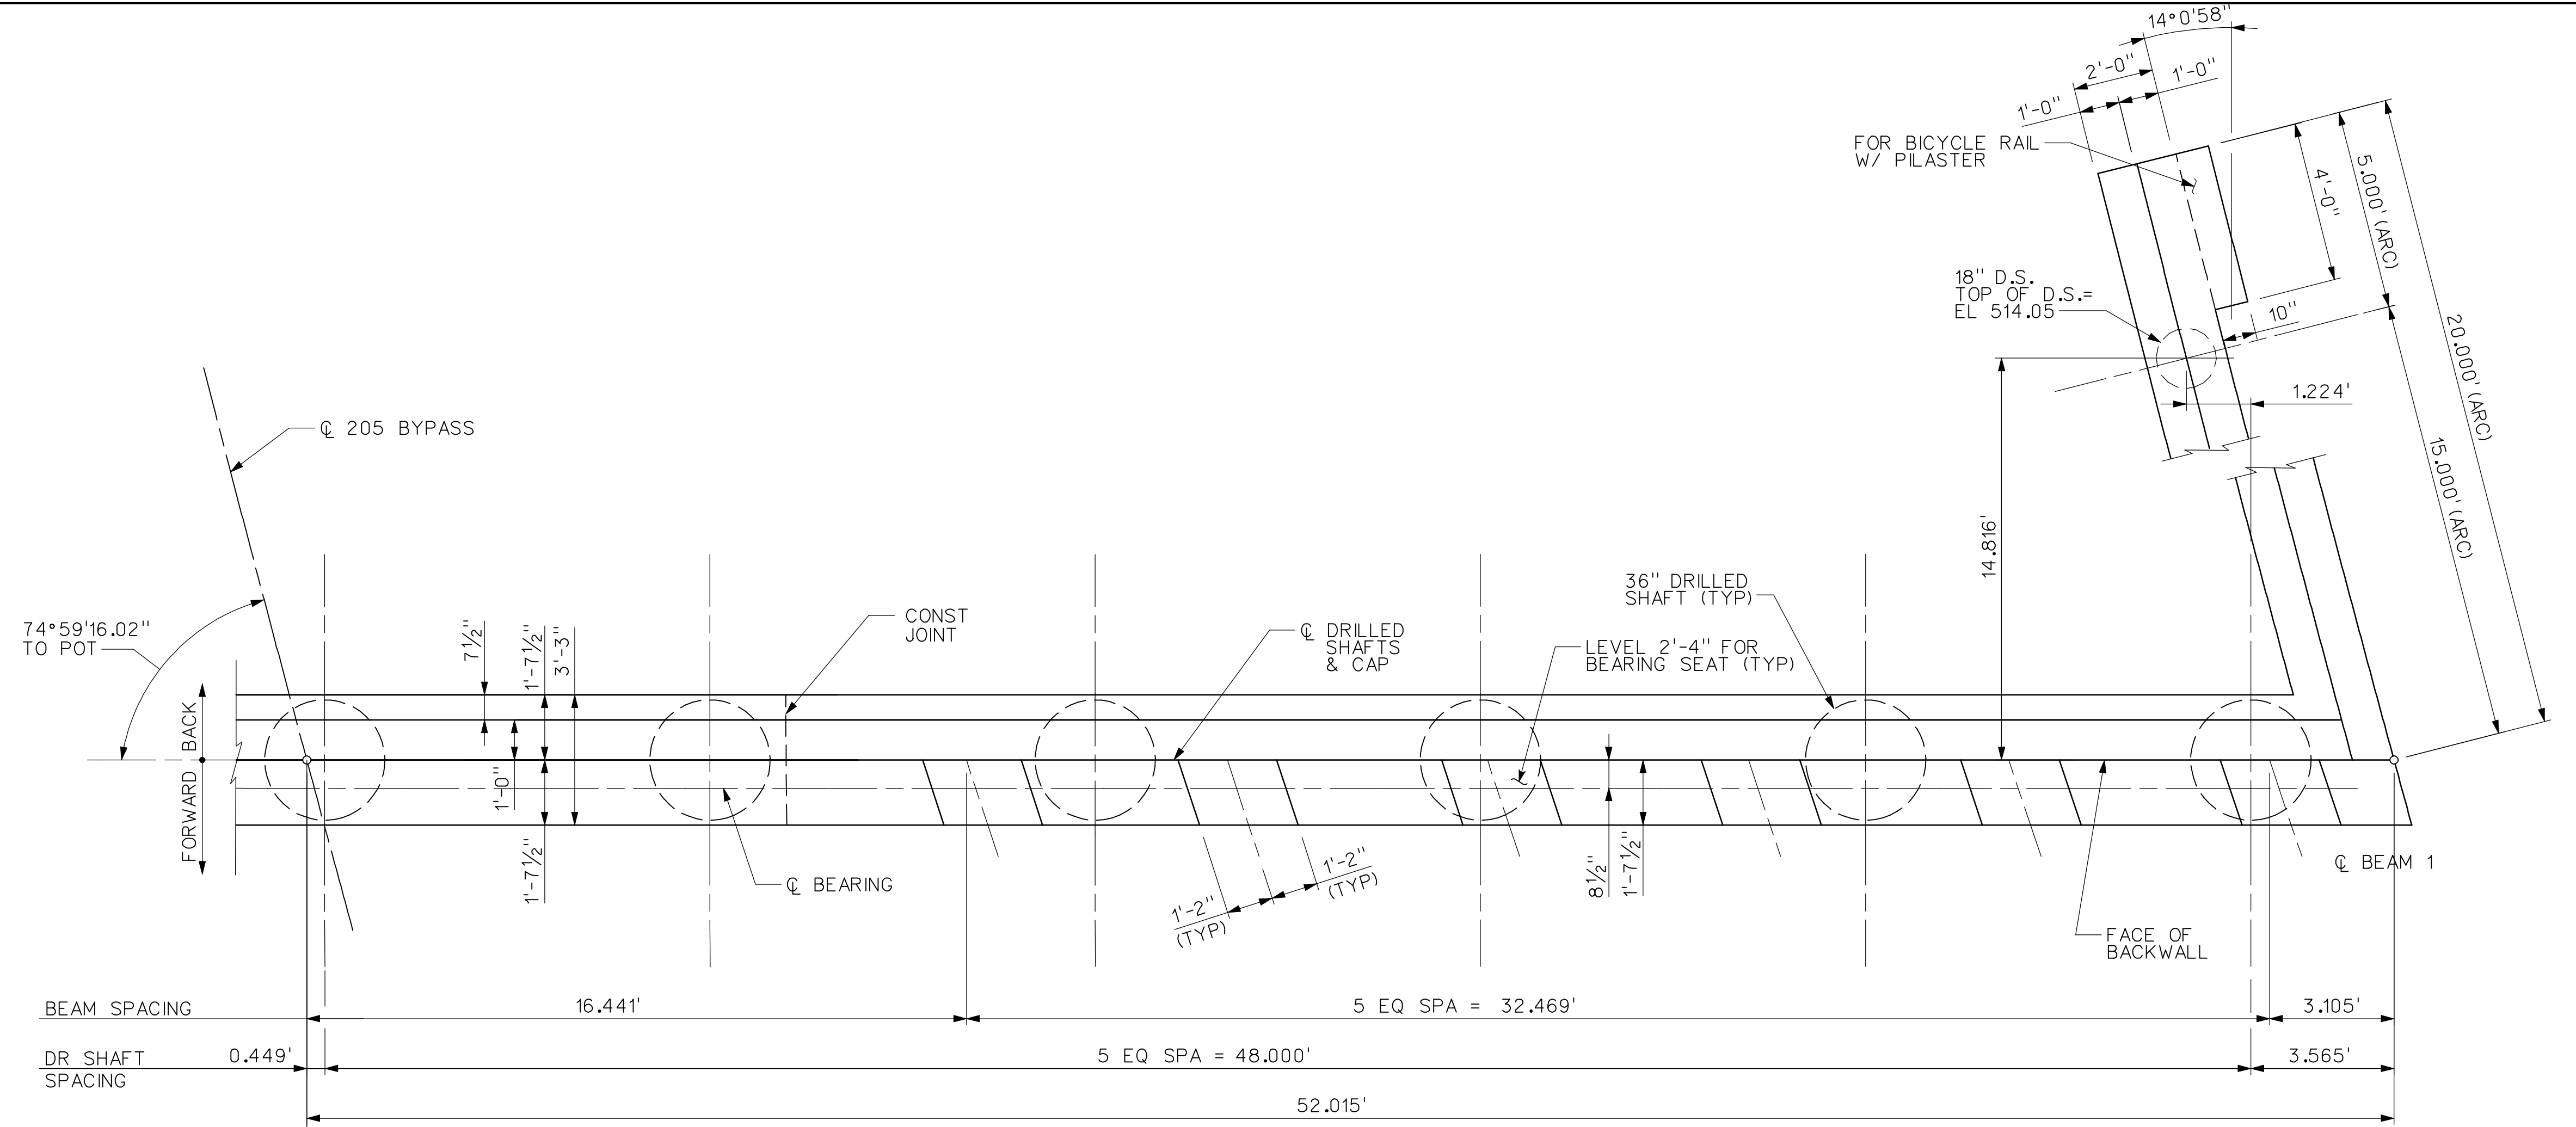 14°0'58"
2'-0"
1'-0"
1'-0"
FOR BICYCLE RAIL
W/ PILASTER
4'-0"
5.000' (ARC)
20.000' (ARC)
15.000' (ARC)
18" D.S.
TOP OF D.S.=
EL 514.05
10"
1.224'
14.816'
℄ 205 BYPASS
74°59'16.02"
TO POT
BACK
FORWARD
7½"
1'-7½"
3'-3"
1'-0"
1'-7½"
CONST
JOINT
℄ DRILLED
SHAFTS
& CAP
36" DRILLED
SHAFT (TYP)
LEVEL 2'-4" FOR
BEARING SEAT (TYP)
℄ BEARING
1'-2"
(TYP)
1'-2"
(TYP)
8½"
1'-7½"
℄ BEAM 1
FACE OF
BACKWALL
BEAM SPACING
16.441'
5 EQ SPA = 32.469'
3.105'
DR SHAFT
SPACING
0.449'
5 EQ SPA = 48.000'
3.565'
52.015'